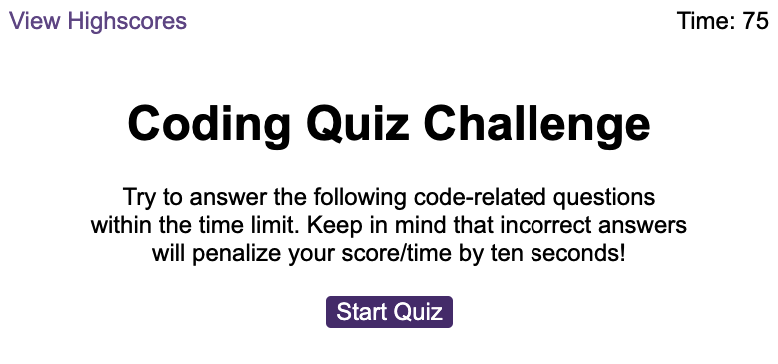 View Highscores
Time: 75
Coding Quiz Challenge
Try to answer the following code-related questions
within the time limit. Keep in mind that incorrect answers
will penalize your score/time by ten seconds!
Start Quiz